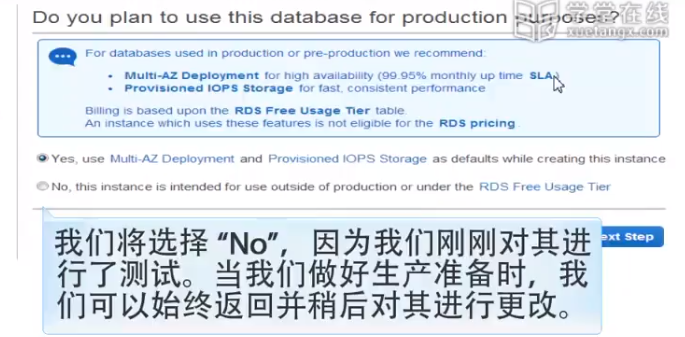 Do you plan to use this database for production purposes?
学堂在线
xuetangx.com
For databases used in production or pre-production we recommend:
• Multi-AZ Deployment for high availability (99.95% monthly up time SLA)
• Provisioned IOPS Storage for fast, consistent performance
Billing is based upon the RDS Free Usage Tier table.
An instance which uses these features is not eligible for the RDS pricing
Yes, use Multi-AZ Deployment and Provisioned IOPS Storage as defaults while creating this instance
No, this instance is intended for use outside of production or under the RDS Free Usage Tier
我们将选择 “No”，因为我们刚刚对其进
行了测试。当我们做好生产准备时，我
们可以始终返回并稍后对其进行更改。
ext Step